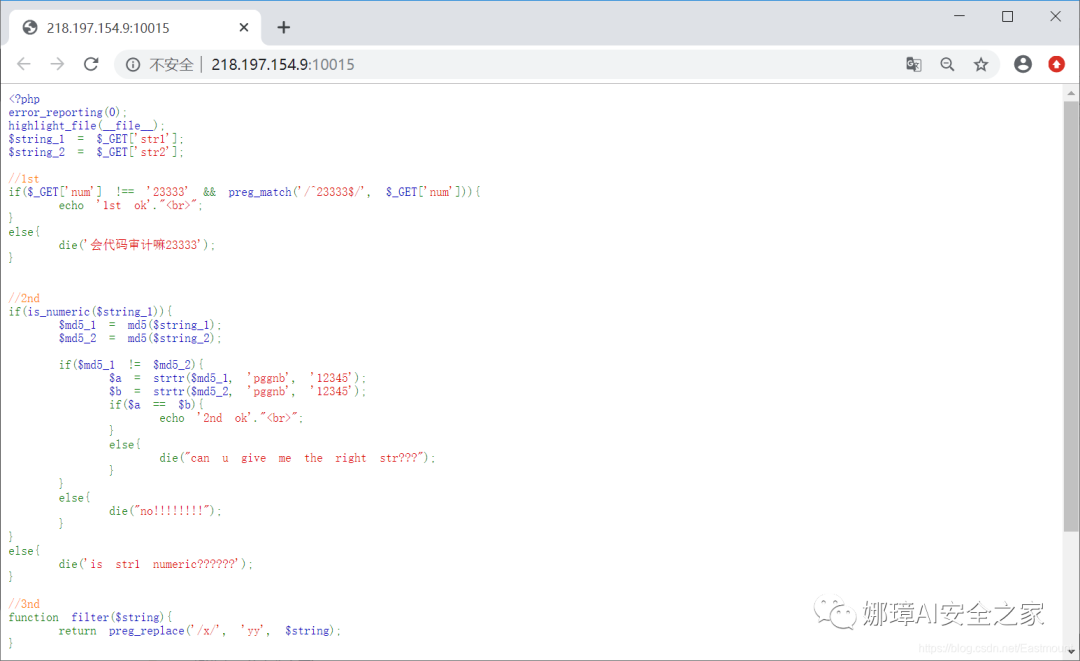 218.197.154.9:10015
不安全 | 218.197.154.9:10015
<?php
error_reporting(0);
highlight_file(__file__);
$string_1 = $_GET['str1'];
$string_2 = $_GET['str2'];
//1st
if($_GET['num'] !== '23333' && preg_match('/^23333$/', $_GET['num'])){
echo '1st ok'."<br>";
}
else{
die('会代码审计嘛23333');
}
//2nd
if(is_numeric($string_1)){
$md5_1 = md5($string_1);
$md5_2 = md5($string_2);
if($md5_1 != $md5_2){
$a = strtr($md5_1, 'pggnb', '12345');
$b = strtr($md5_2, 'pggnb', '12345');
if($a == $b){
echo '2nd ok'."<br>";
}
else{
die("can u give me the right str???");
}
}
else{
die("no!!!!!!!!");
}
}
else{
die('is str1 numeric??????');
}
//3nd
function filter($string){
return preg_replace('/x/', 'yy', $string);
}
娜璋AI安全之家
https://blog.csdn.net/Eastmount